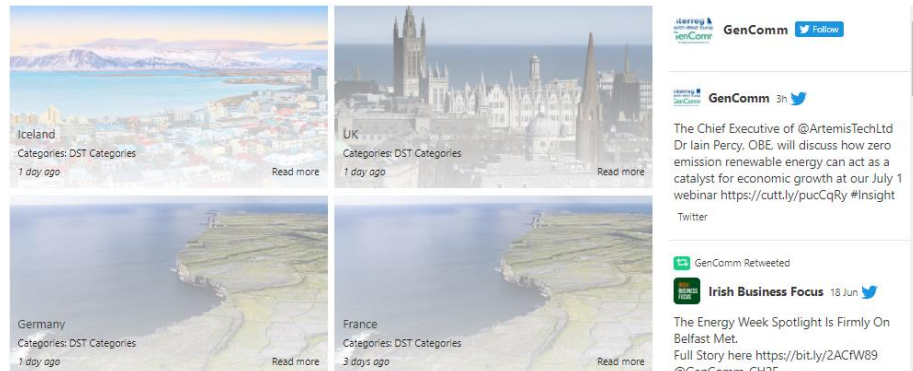 Iceland
Categories: DST Categories
1 day ago
Read more
UK
Categories: DST Categories
1 day ago
Read more
Germany
Categories: DST Categories
1 day ago
Read more
France
Categories: DST Categories
3 days ago
Read more
GenComm Follow
GenComm 3h
The Chief Executive of @ArtemisTechLtd
Dr Iain Percy, OBE, will discuss how zero
emission renewable energy can act as a
catalyst for economic growth at our July 1
webinar https://cutt.ly/pucCqRy #Insight
Twitter
GenComm Retweeted
Irish Business Focus 18 Jun
The Energy Week Spotlight Is Firmly On
Belfast Met.
Full Story here https://bit.ly/2ACfW89